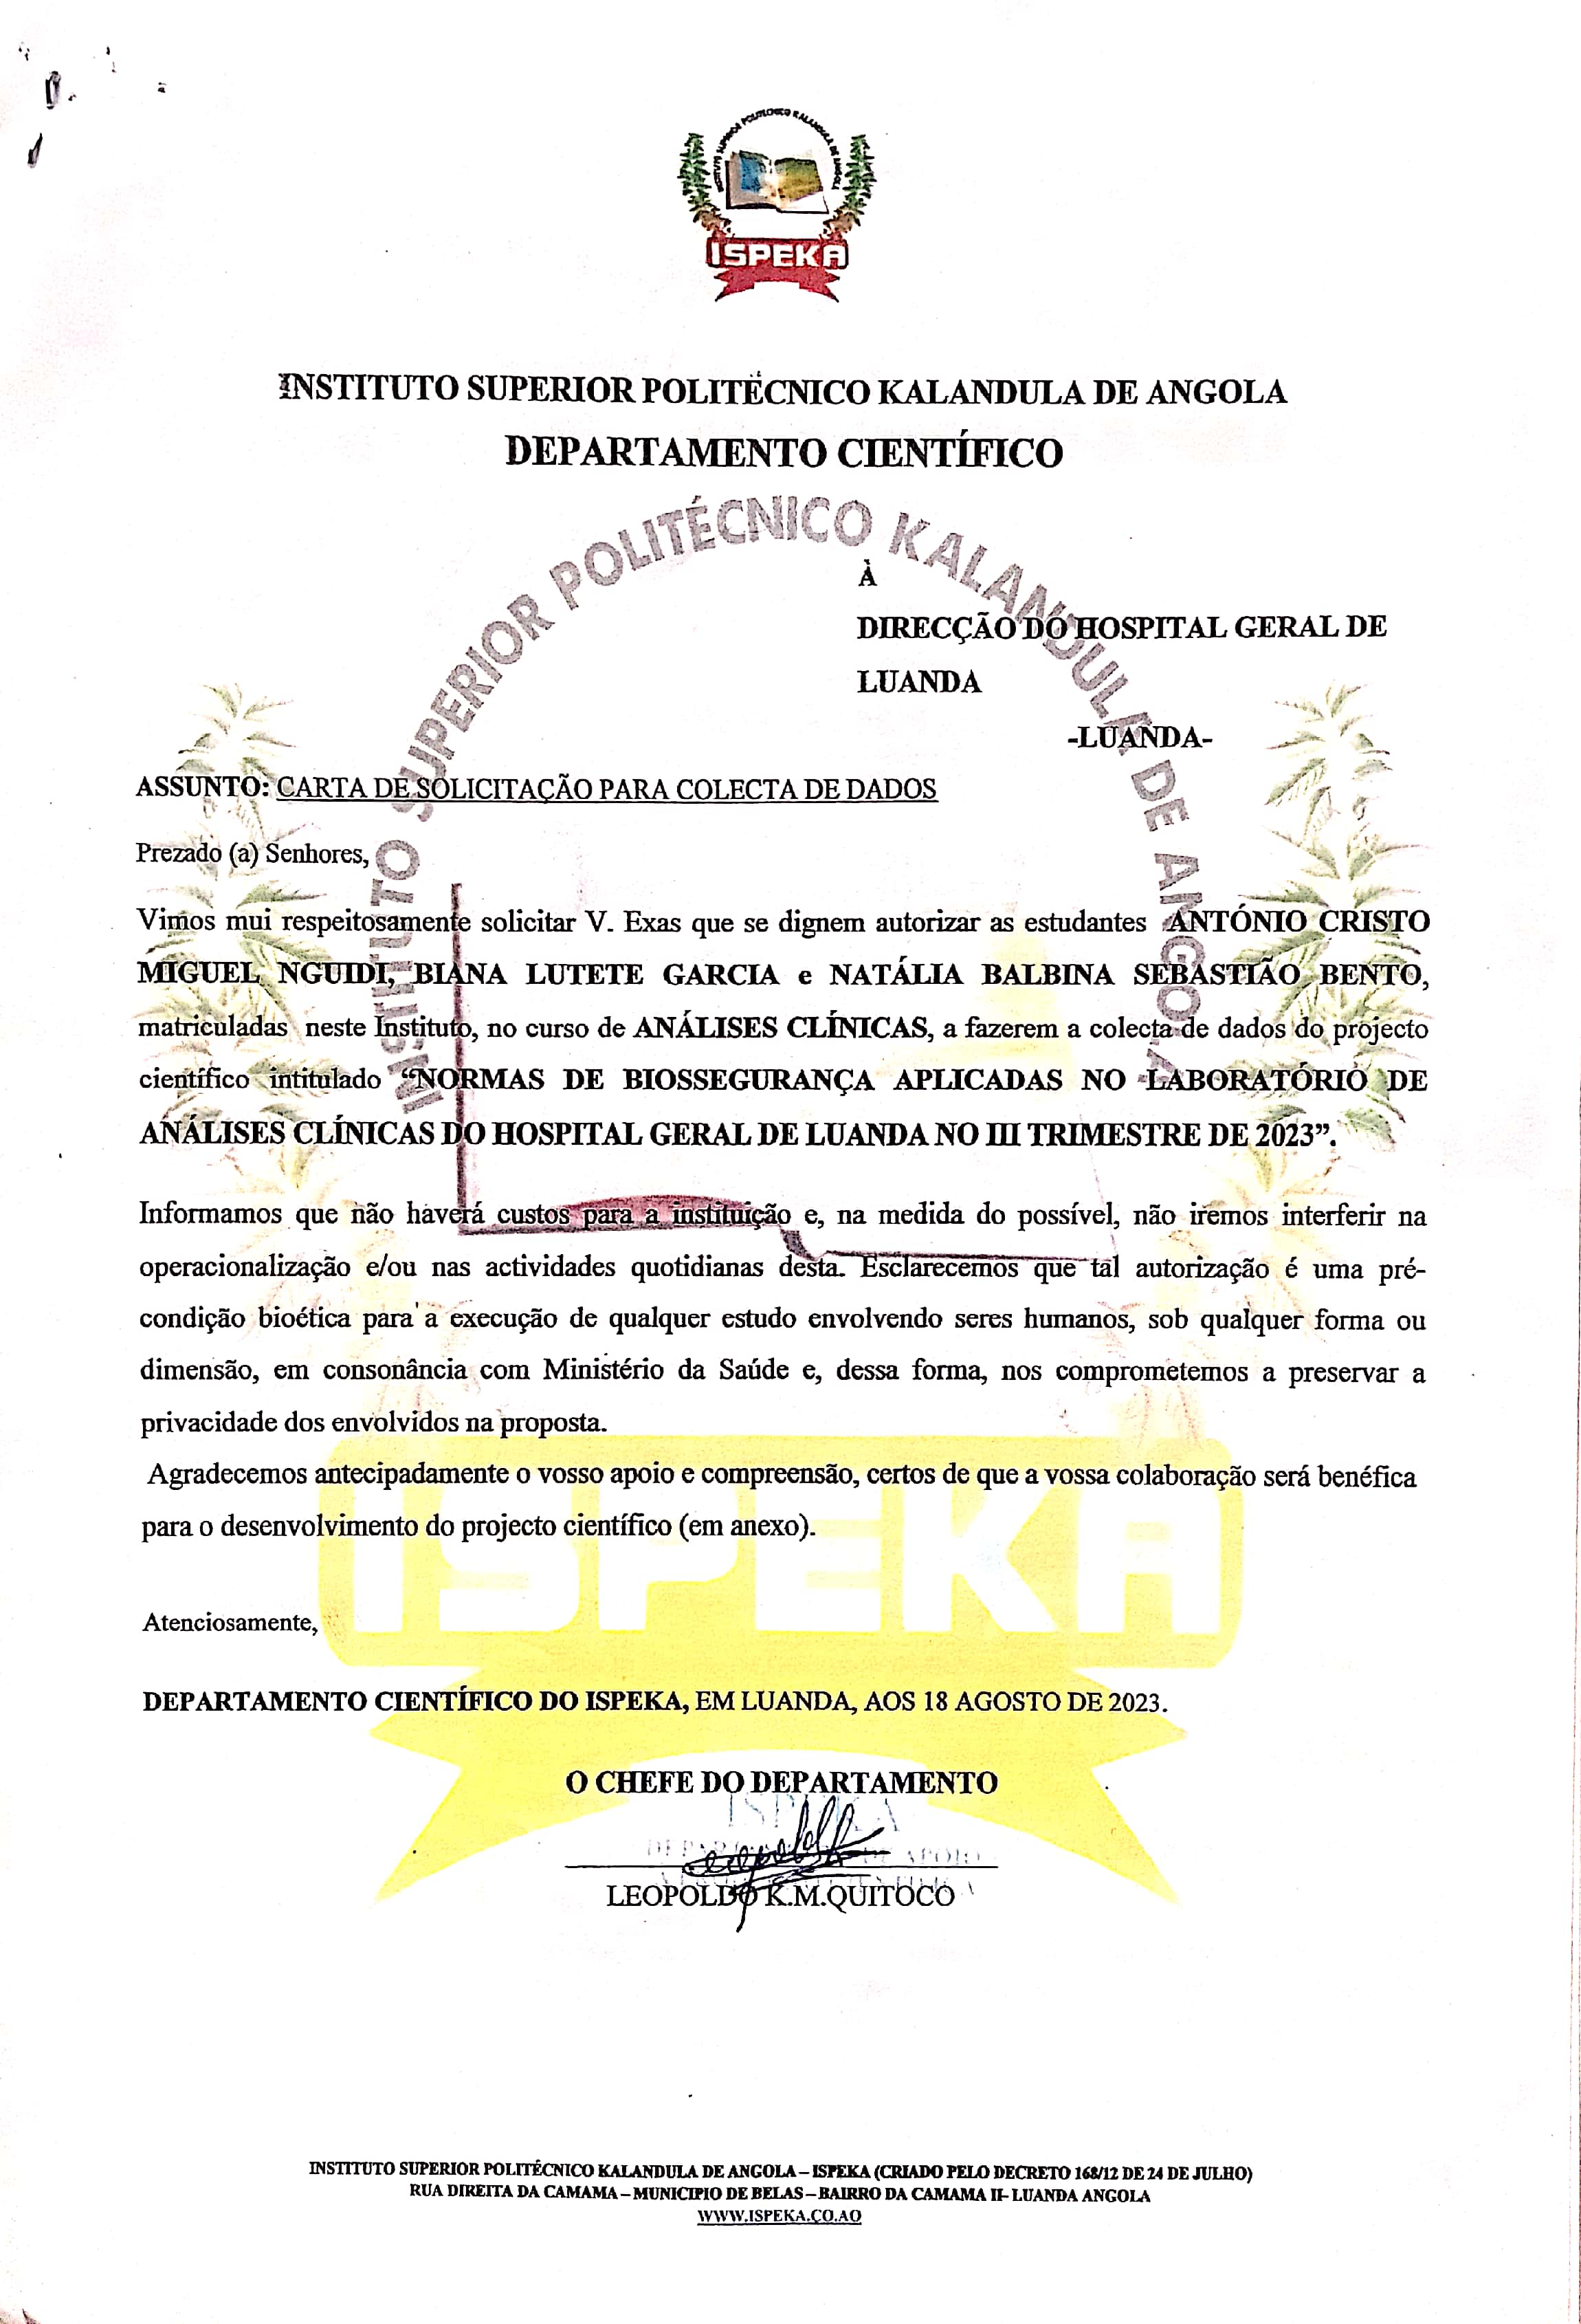 ISPEKA
INSTITUTO SUPERIOR POLITÉCNICO KALANDULA DE ANGOLA
DEPARTAMENTO CIENTÍFICO
INSTITUTO SUPERIOR POLITÉCNICO KALANDULA DE ANGOLA
À
DIRECÇÃO DO HOSPITAL GERAL DE
LUANDA
-LUANDA-
ASSUNTO: CARTA DE SOLICITAÇÃO PARA COLECTA DE DADOS
Prezado (a) Senhores,
Vimos mui respeitosamente solicitar V. Exas que se dignem autorizar as estudantes ANTÓNIO CRISTO
MIGUEL NGUIDI, BIANA LUTETE GARCIA e NATÁLIA BALBINA SEBASTIÃO BENTO,
matriculadas neste Instituto, no curso de ANÁLISES CLÍNICAS, a fazerem a colecta de dados do projecto
científico intitulado “NORMAS DE BIOSSEGURANÇA APLICADAS NO LABORATÓRIO DE
ANÁLISES CLÍNICAS DO HOSPITAL GERAL DE LUANDA NO III TRIMESTRE DE 2023”.
Informamos que não haverá custos para a instituição e, na medida do possível, não iremos interferir na
operacionalização e/ou nas actividades quotidianas desta. Esclarecemos que tal autorização é uma pré-
condição bioética para a execução de qualquer estudo envolvendo seres humanos, sob qualquer forma ou
dimensão, em consonância com Ministério da Saúde e, dessa forma, nos comprometemos a preservar a
privacidade dos envolvidos na proposta.
Agradecemos antecipadamente o vosso apoio e compreensão, certos de que a vossa colaboração será benéfica
para o desenvolvimento do projecto científico (em anexo).
ISPEKA
Atenciosamente,
DEPARTAMENTO CIENTÍFICO DO ISPEKA, EM LUANDA, AOS 18 AGOSTO DE 2023.
O CHEFE DO DEPARTAMENTO
ISPEKA
LEOPOLDO K.M.QUITOCO
INSTITUTO SUPERIOR POLITÉCNICO KALANDULA DE ANGOLA – ISPEKA (CRIADO PELO DECRETO 168/12 DE 24 DE JULHO)
RUA DIREITA DA CAMAMA – MUNICIPIO DE BELAS – BAIRRO DA CAMAMA II- LUANDA ANGOLA
WWW.ISPEKA.CO.AO